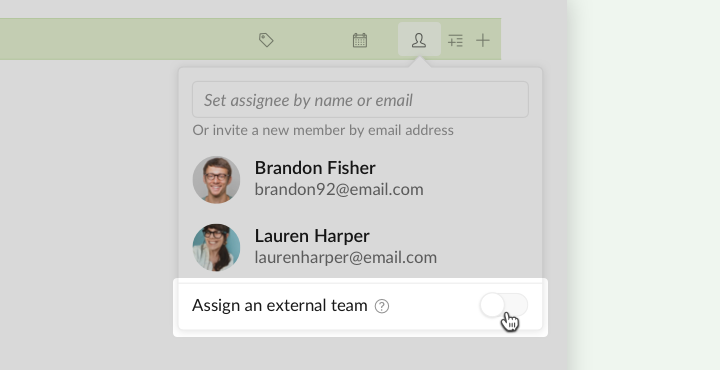 Set assignee by name or email
Or invite a new member by email address
Brandon Fisher
brandon92@email.com
Lauren Harper
laurenharper@email.com
Assign an external team ?